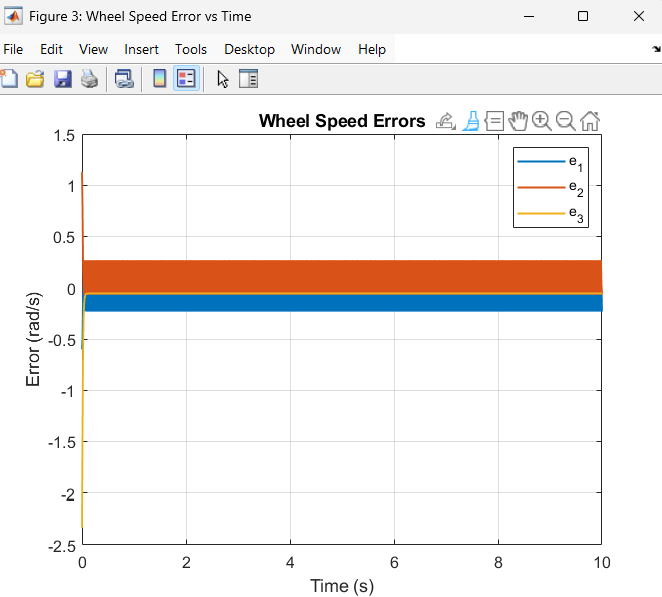 Figure 3: Wheel Speed Error vs Time
File Edit View Insert Tools Desktop Window Help
Wheel Speed Errors
1.5
1
0.5
0
-0.5
-1
-1.5
-2
-2.5
Error (rad/s)
e1
e2
e3
0 2 4 6 8 10
Time (s)